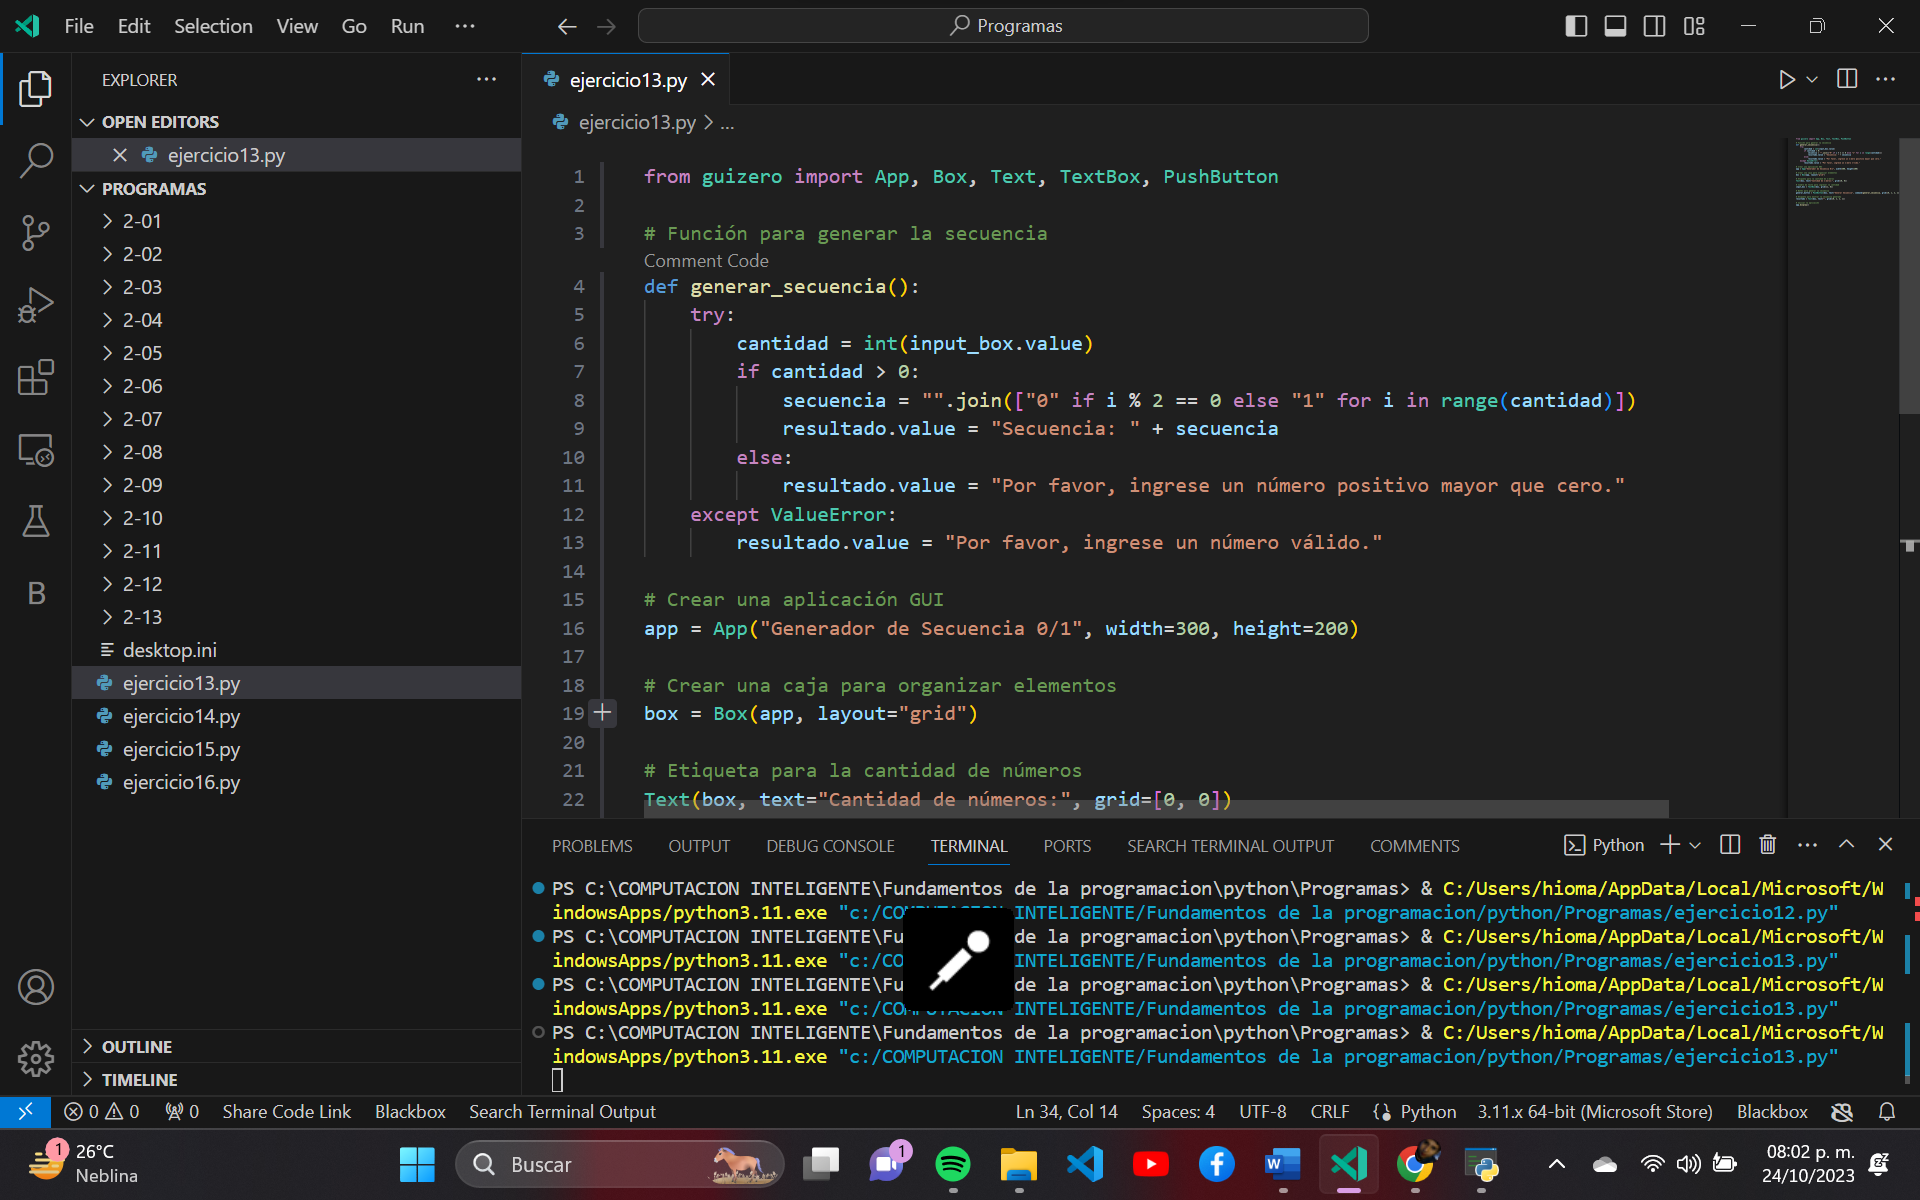 File Edit Selection View Go Run ···
Programas
EXPLORER
OPEN EDITORS
ejercicio13.py
PROGRAMAS
2-01
2-02
2-03
2-04
2-05
2-06
2-07
2-08
2-09
2-10
2-11
2-12
2-13
desktop.ini
ejercicio13.py
ejercicio14.py
ejercicio15.py
ejercicio16.py
OUTLINE
TIMELINE
B
ejercicio13.py
ejercicio13.py > ...
1 from guizero import App, Box, Text, TextBox, PushButton
2
3 # Función para generar la secuencia
Comment Code
4 def generar_secuencia():
5 try:
6 cantidad = int(input_box.value)
7 if cantidad > 0:
8 secuencia = "".join(["0" if i % 2 == 0 else "1" for i in range(cantidad)])
9 resultado.value = "Secuencia: " + secuencia
10 else:
11 resultado.value = "Por favor, ingrese un número positivo mayor que cero."
12 except ValueError:
13 resultado.value = "Por favor, ingrese un número válido."
14
15 # Crear una aplicación GUI
16 app = App("Generador de Secuencia 0/1", width=300, height=200)
17
18 # Crear una caja para organizar elementos
19 box = Box(app, layout="grid")
20
21 # Etiqueta para la cantidad de números
22 Text(box, text="Cantidad de números:", grid=[0, 0])
PROBLEMS OUTPUT DEBUG CONSOLE TERMINAL PORTS SEARCH TERMINAL OUTPUT COMMENTS Python
PS C:\COMPUTACION INTELIGENTE\Fundamentos de la programacion\python\Programas> & C:/Users/hioma/AppData/Local/Microsoft/W
indowsApps/python3.11.exe "c:/CO INTELIGENTE/Fundamentos de la programacion/python/Programas/ejercicio12.py"
PS C:\COMPUTACION INTELIGENTE\Fu de la programacion\python\Programas> & C:/Users/hioma/AppData/Local/Microsoft/W
indowsApps/python3.11.exe "c:/CO INTELIGENTE/Fundamentos de la programacion/python/Programas/ejercicio13.py"
PS C:\COMPUTACION INTELIGENTE\Fu de la programacion\python\Programas> & C:/Users/hioma/AppData/Local/Microsoft/W
indowsApps/python3.11.exe "c:/COMPUTACION INTELIGENTE/Fundamentos de la programacion/python/Programas/ejercicio13.py"
PS C:\COMPUTACION INTELIGENTE\Fundamentos de la programacion\python\Programas> & C:/Users/hioma/AppData/Local/Microsoft/W
indowsApps/python3.11.exe "c:/COMPUTACION INTELIGENTE/Fundamentos de la programacion/python/Programas/ejercicio13.py"
0 0 0 Share Code Link Blackbox Search Terminal Output Ln 34, Col 14 Spaces: 4 UTF-8 CRLF Python 3.11.x 64-bit (Microsoft Store) Blackbox
1 26°C
Neblina
Buscar
1
W
08:02 p. m.
24/10/2023